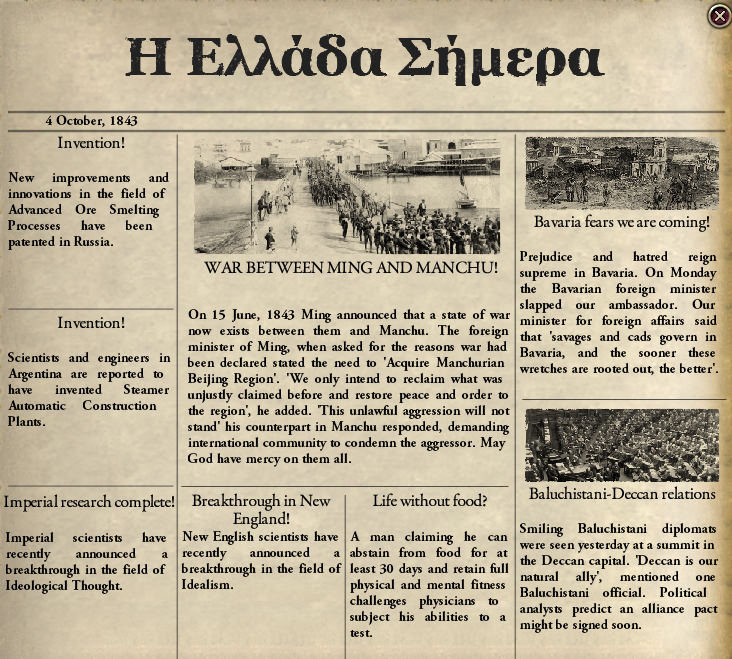 Η Ελλάδα Σήμερα
4 October, 1843
Invention!
New improvements and
innovations in the field of
Advanced Ore Smelting
Processes have been
patented in Russia.
Invention!
Scientists and engineers in
Argentina are reported to
have invented Steamer
Automatic Construction
Plants.
Imperial research complete!
Imperial scientists have
recently announced a
breakthrough in the field of
Ideological Thought.
WAR BETWEEN MING AND MANCHU!
On 15 June, 1843 Ming announced that a state of war
now exists between them and Manchu. The foreign
minister of Ming, when asked for the reasons war had
been declared stated the need to 'Acquire Manchurian
Beijing Region'. 'We only intend to reclaim what was
unjustly claimed before and restore peace and order to
the region', he added. 'This unlawful aggression will not
stand' his counterpart in Manchu responded, demanding
international community to condemn the aggressor. May
God have mercy on them all.
Breakthrough in New
England!
New English scientists have
recently announced a
breakthrough in the field of
Idealism.
Life without food?
A man claiming he can
abstain from food for at
least 30 days and retain full
physical and mental fitness
challenges physicians to
subject his abilities to a
test.
Bavaria fears we are coming!
Prejudice and hatred reign
supreme in Bavaria. On Monday
the Bavarian foreign minister
slapped our ambassador. Our
minister for foreign affairs said
that 'savages and cads govern in
Bavaria, and the sooner these
wretches are rooted out, the better'.
Baluchistani-Deccan relations
Smiling Baluchistani diplomats
were seen yesterday at a summit in
the Deccan capital. 'Deccan is our
natural ally', mentioned one
Baluchistani official. Political
analysts predict an alliance pact
might be signed soon.